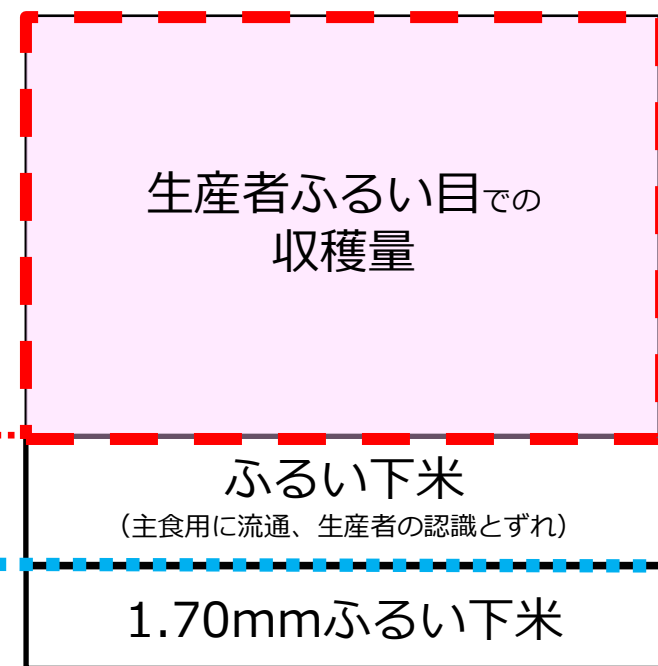 生産者ふるい目での
収穫量
ふるい下米
（主食用に流通、生産者の認識とずれ）
1.70mmふるい下米